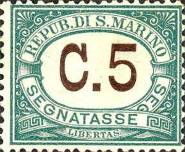 REPUB. DI S. MARINO
C.5
SEGNATASSE
LIBERTAS